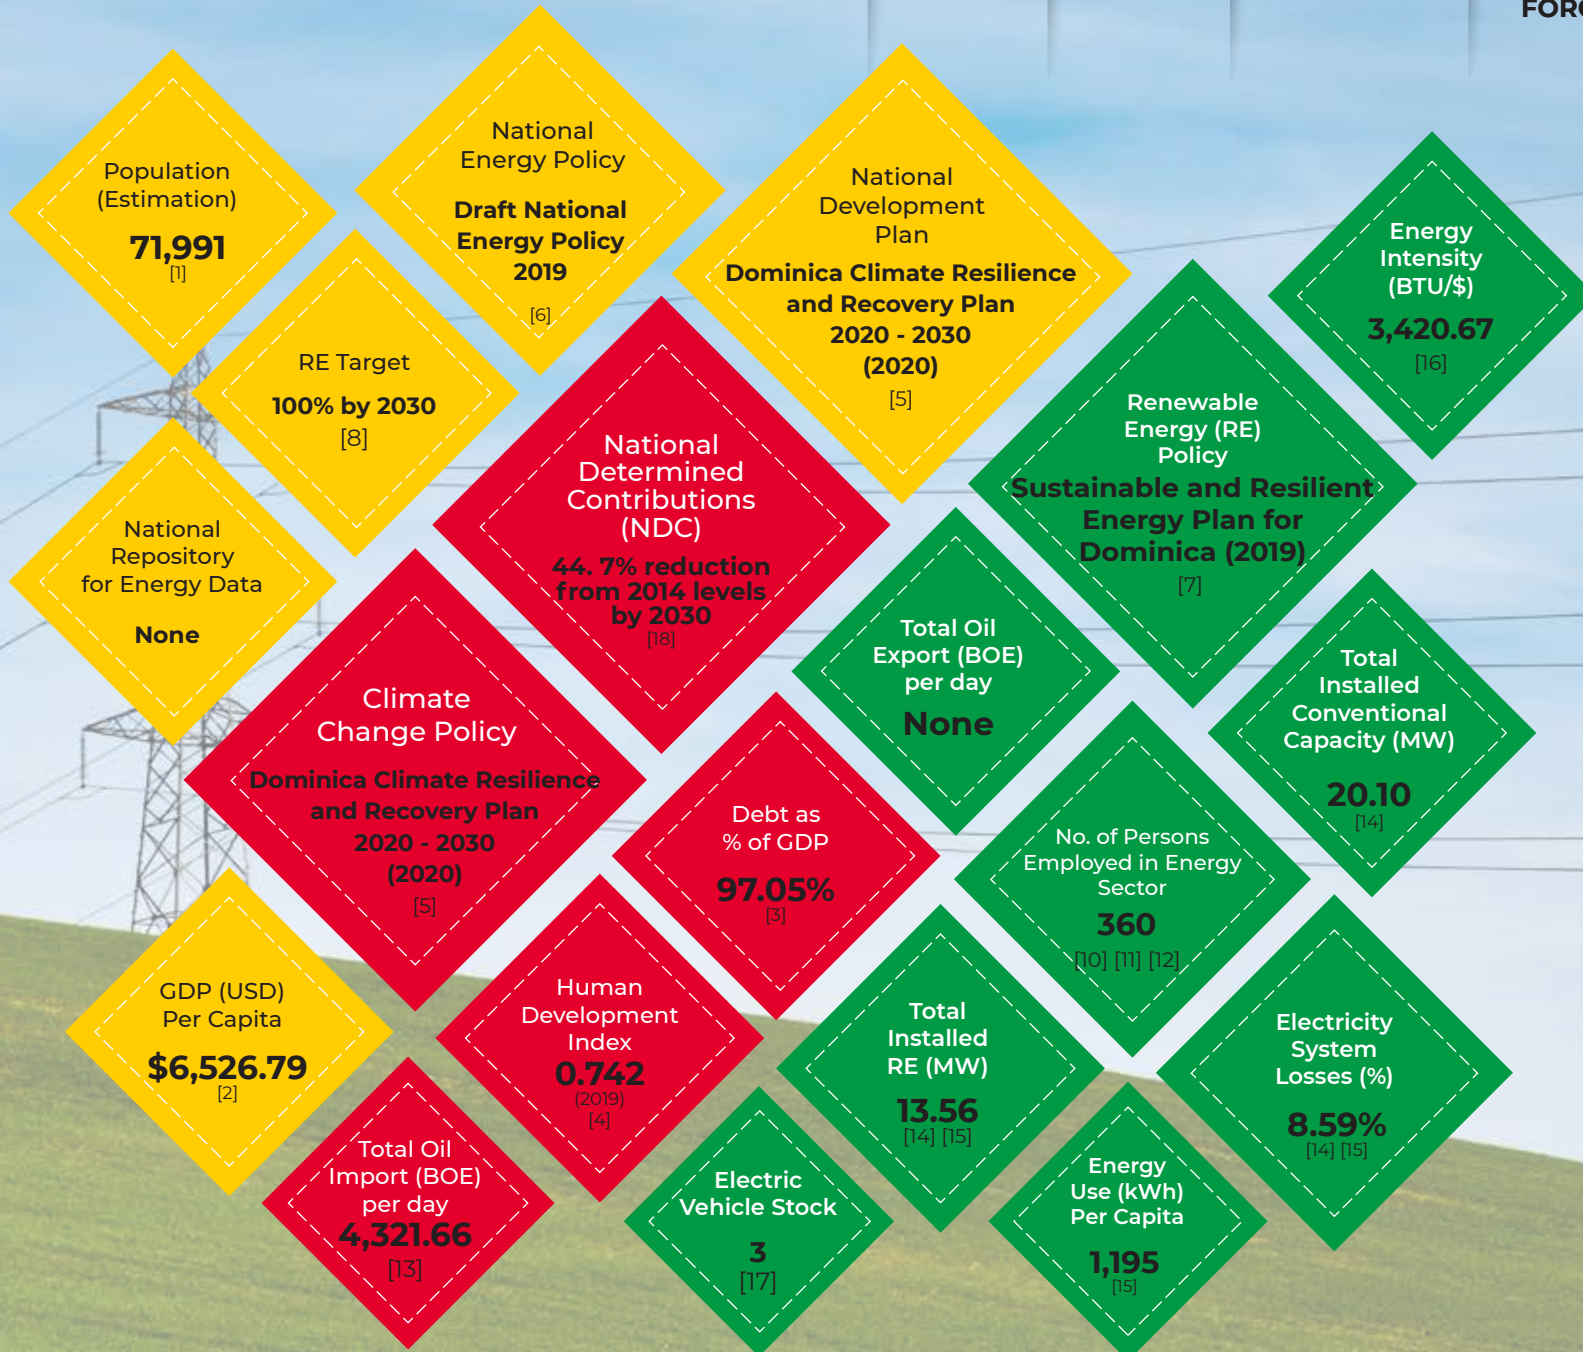 FORC
Population
(Estimation)
71,991
[1]
National
Energy Policy
Draft National
Energy Policy
2019
[6]
National
Development
Plan
Dominica Climate Resilience
and Recovery Plan
2020 - 2030
(2020)
[5]
Energy
Intensity
(BTU/$)
3,420.67
[16]
RE Target
100% by 2030
[8]
National
Determined
Contributions
(NDC)
44. 7% reduction
from 2014 levels
by 2030
[18]
Renewable
Energy (RE)
Policy
Sustainable and Resilient
Energy Plan for
Dominica (2019)
[7]
National
Repository
for Energy Data
None
Climate
Change Policy
Dominica Climate Resilience
and Recovery Plan
2020 - 2030
(2020)
[5]
Total Oil
Export (BOE)
per day
None
Total
Installed
Conventional
Capacity (MW)
20.10
[14]
Debt as
% of GDP
97.05%
[3]
No. of Persons
Employed in Energy
Sector
360
[10] [11] [12]
GDP (USD)
Per Capita
$6,526.79
[2]
Human
Development
Index
0.742
(2019)
[4]
Total
Installed
RE (MW)
13.56
[14] [15]
Electricity
System
Losses (%)
8.59%
[14] [15]
Total Oil
Import (BOE)
per day
4,321.66
[13]
Electric
Vehicle Stock
3
[17]
Energy
Use (kWh)
Per Capita
1,195
[15]